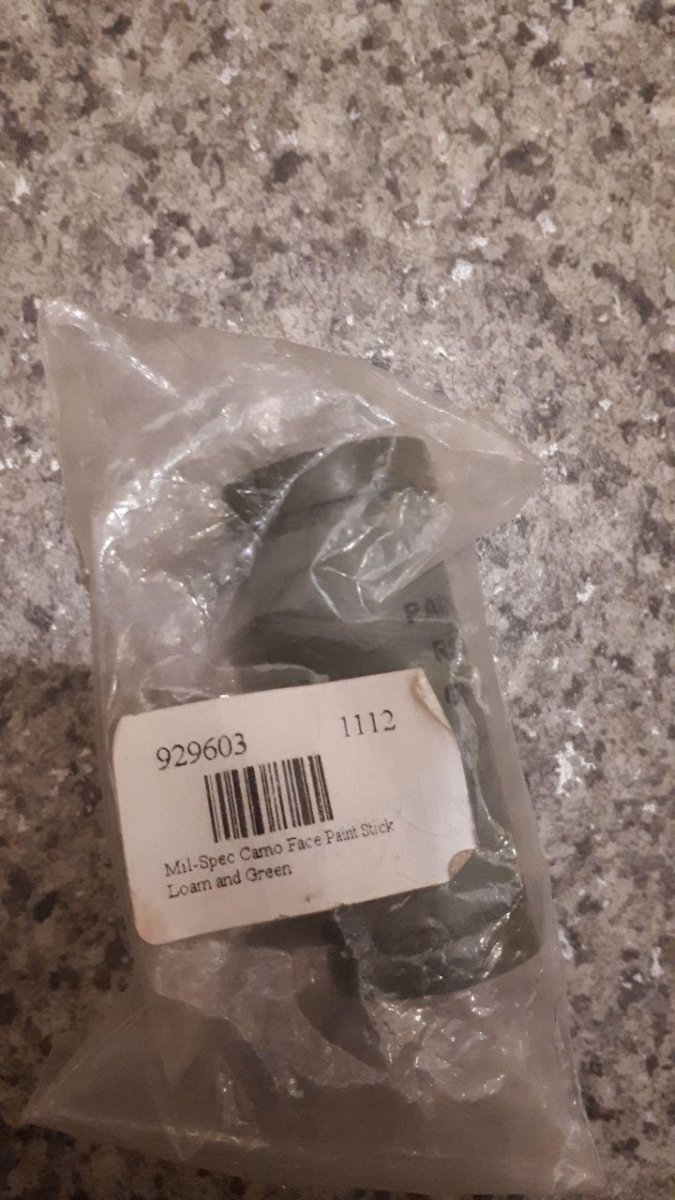 929603 1112
Mil-Spec Camo Face Paint Stick
Loam and Green